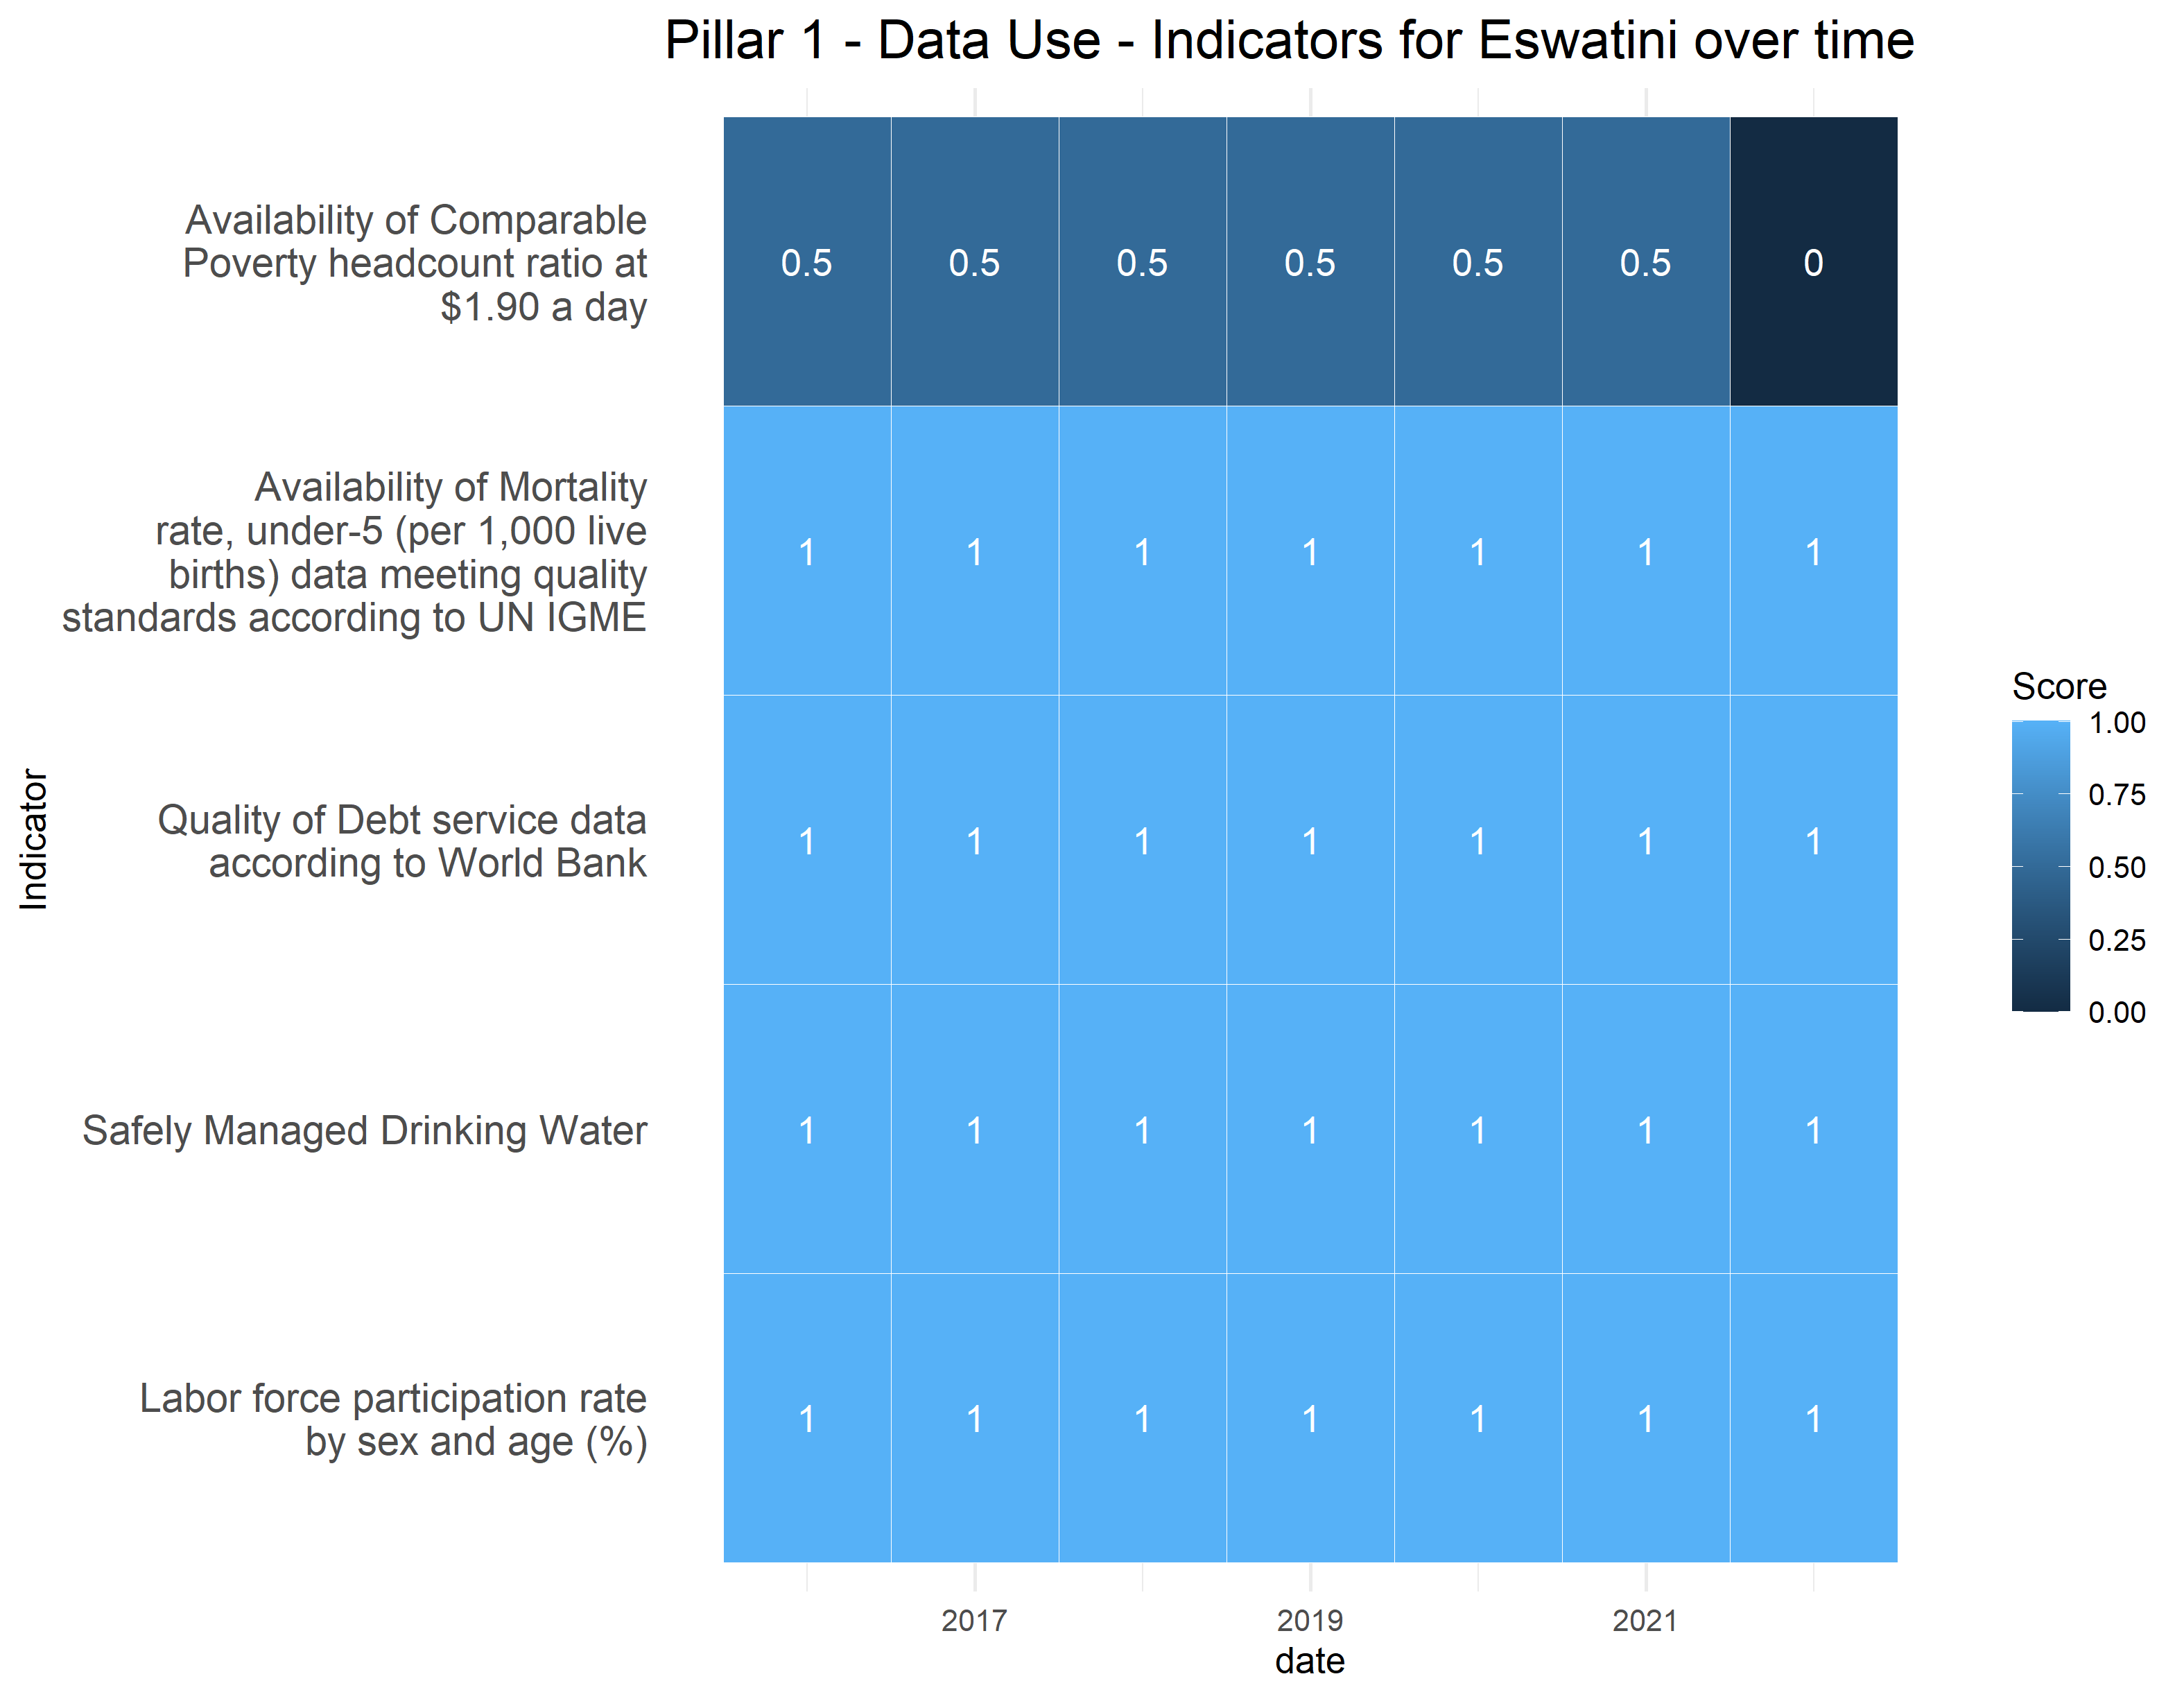 Pillar 1 - Data Use - Indicators for Eswatini over time
Availability of Comparable
Poverty headcount ratio at
$1.90 a day
0.5 0.5 0.5 0.5 0.5 0.5 0
Availability of Mortality
rate, under-5 (per 1,000 live
births) data meeting quality
standards according to UN IGME
1 1 1 1 1 1 1
Quality of Debt service data
according to World Bank
1 1 1 1 1 1 1
Safely Managed Drinking Water
1 1 1 1 1 1 1
Labor force participation rate
by sex and age (%)
1 1 1 1 1 1 1
Indicator
2017 2019 2021
date
Score
1.00
0.75
0.50
0.25
0.00